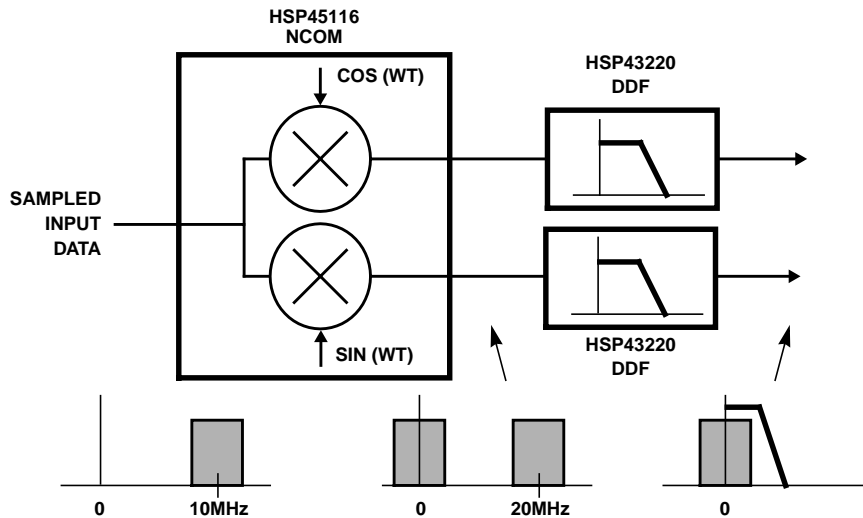 HSP45116
NCOM
COS (WT)
HSP43220
DDF
SAMPLED
INPUT
DATA
SIN (WT)
HSP43220
DDF
0
10MHz
0
20MHz
0